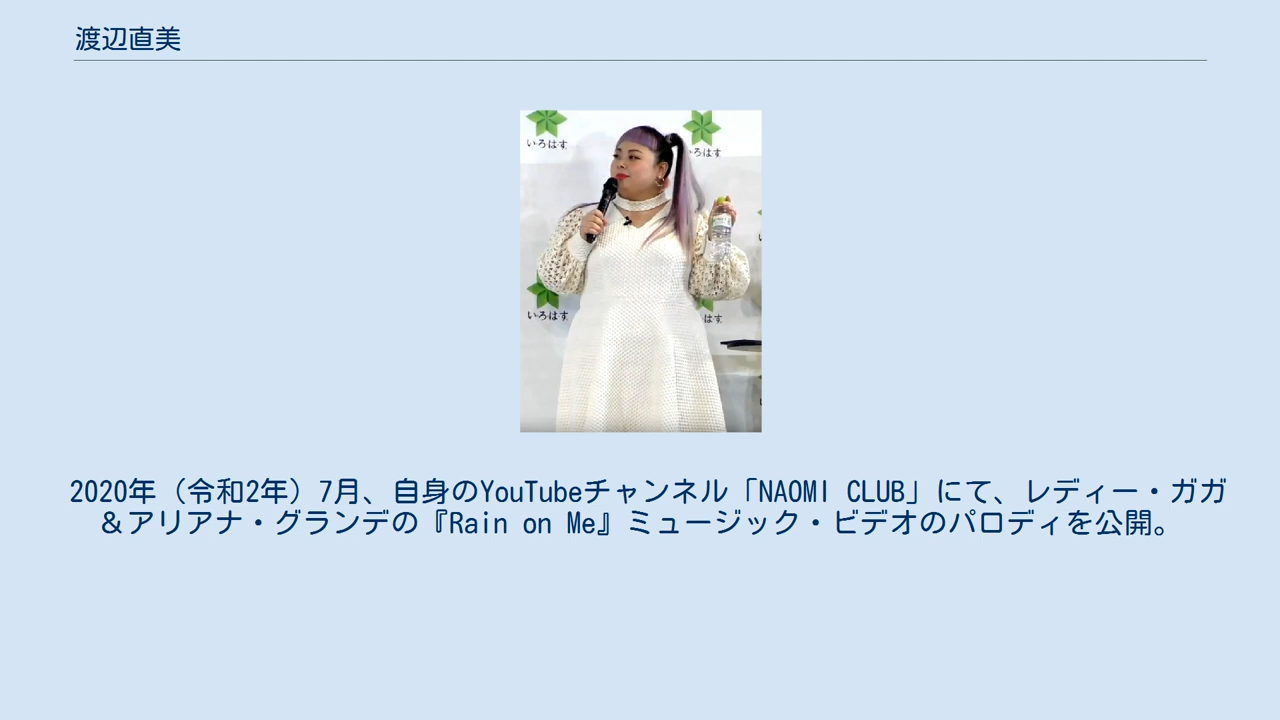 渡辺直美
いろはす
いろはす
いろはす
はす
2020年（令和2年）7月、自身のYouTubeチャンネル「NAOMI CLUB」にて、レディー・ガガ
＆アリアナ・グランデの『Rain on Me』ミュージック・ビデオのパロディを公開。